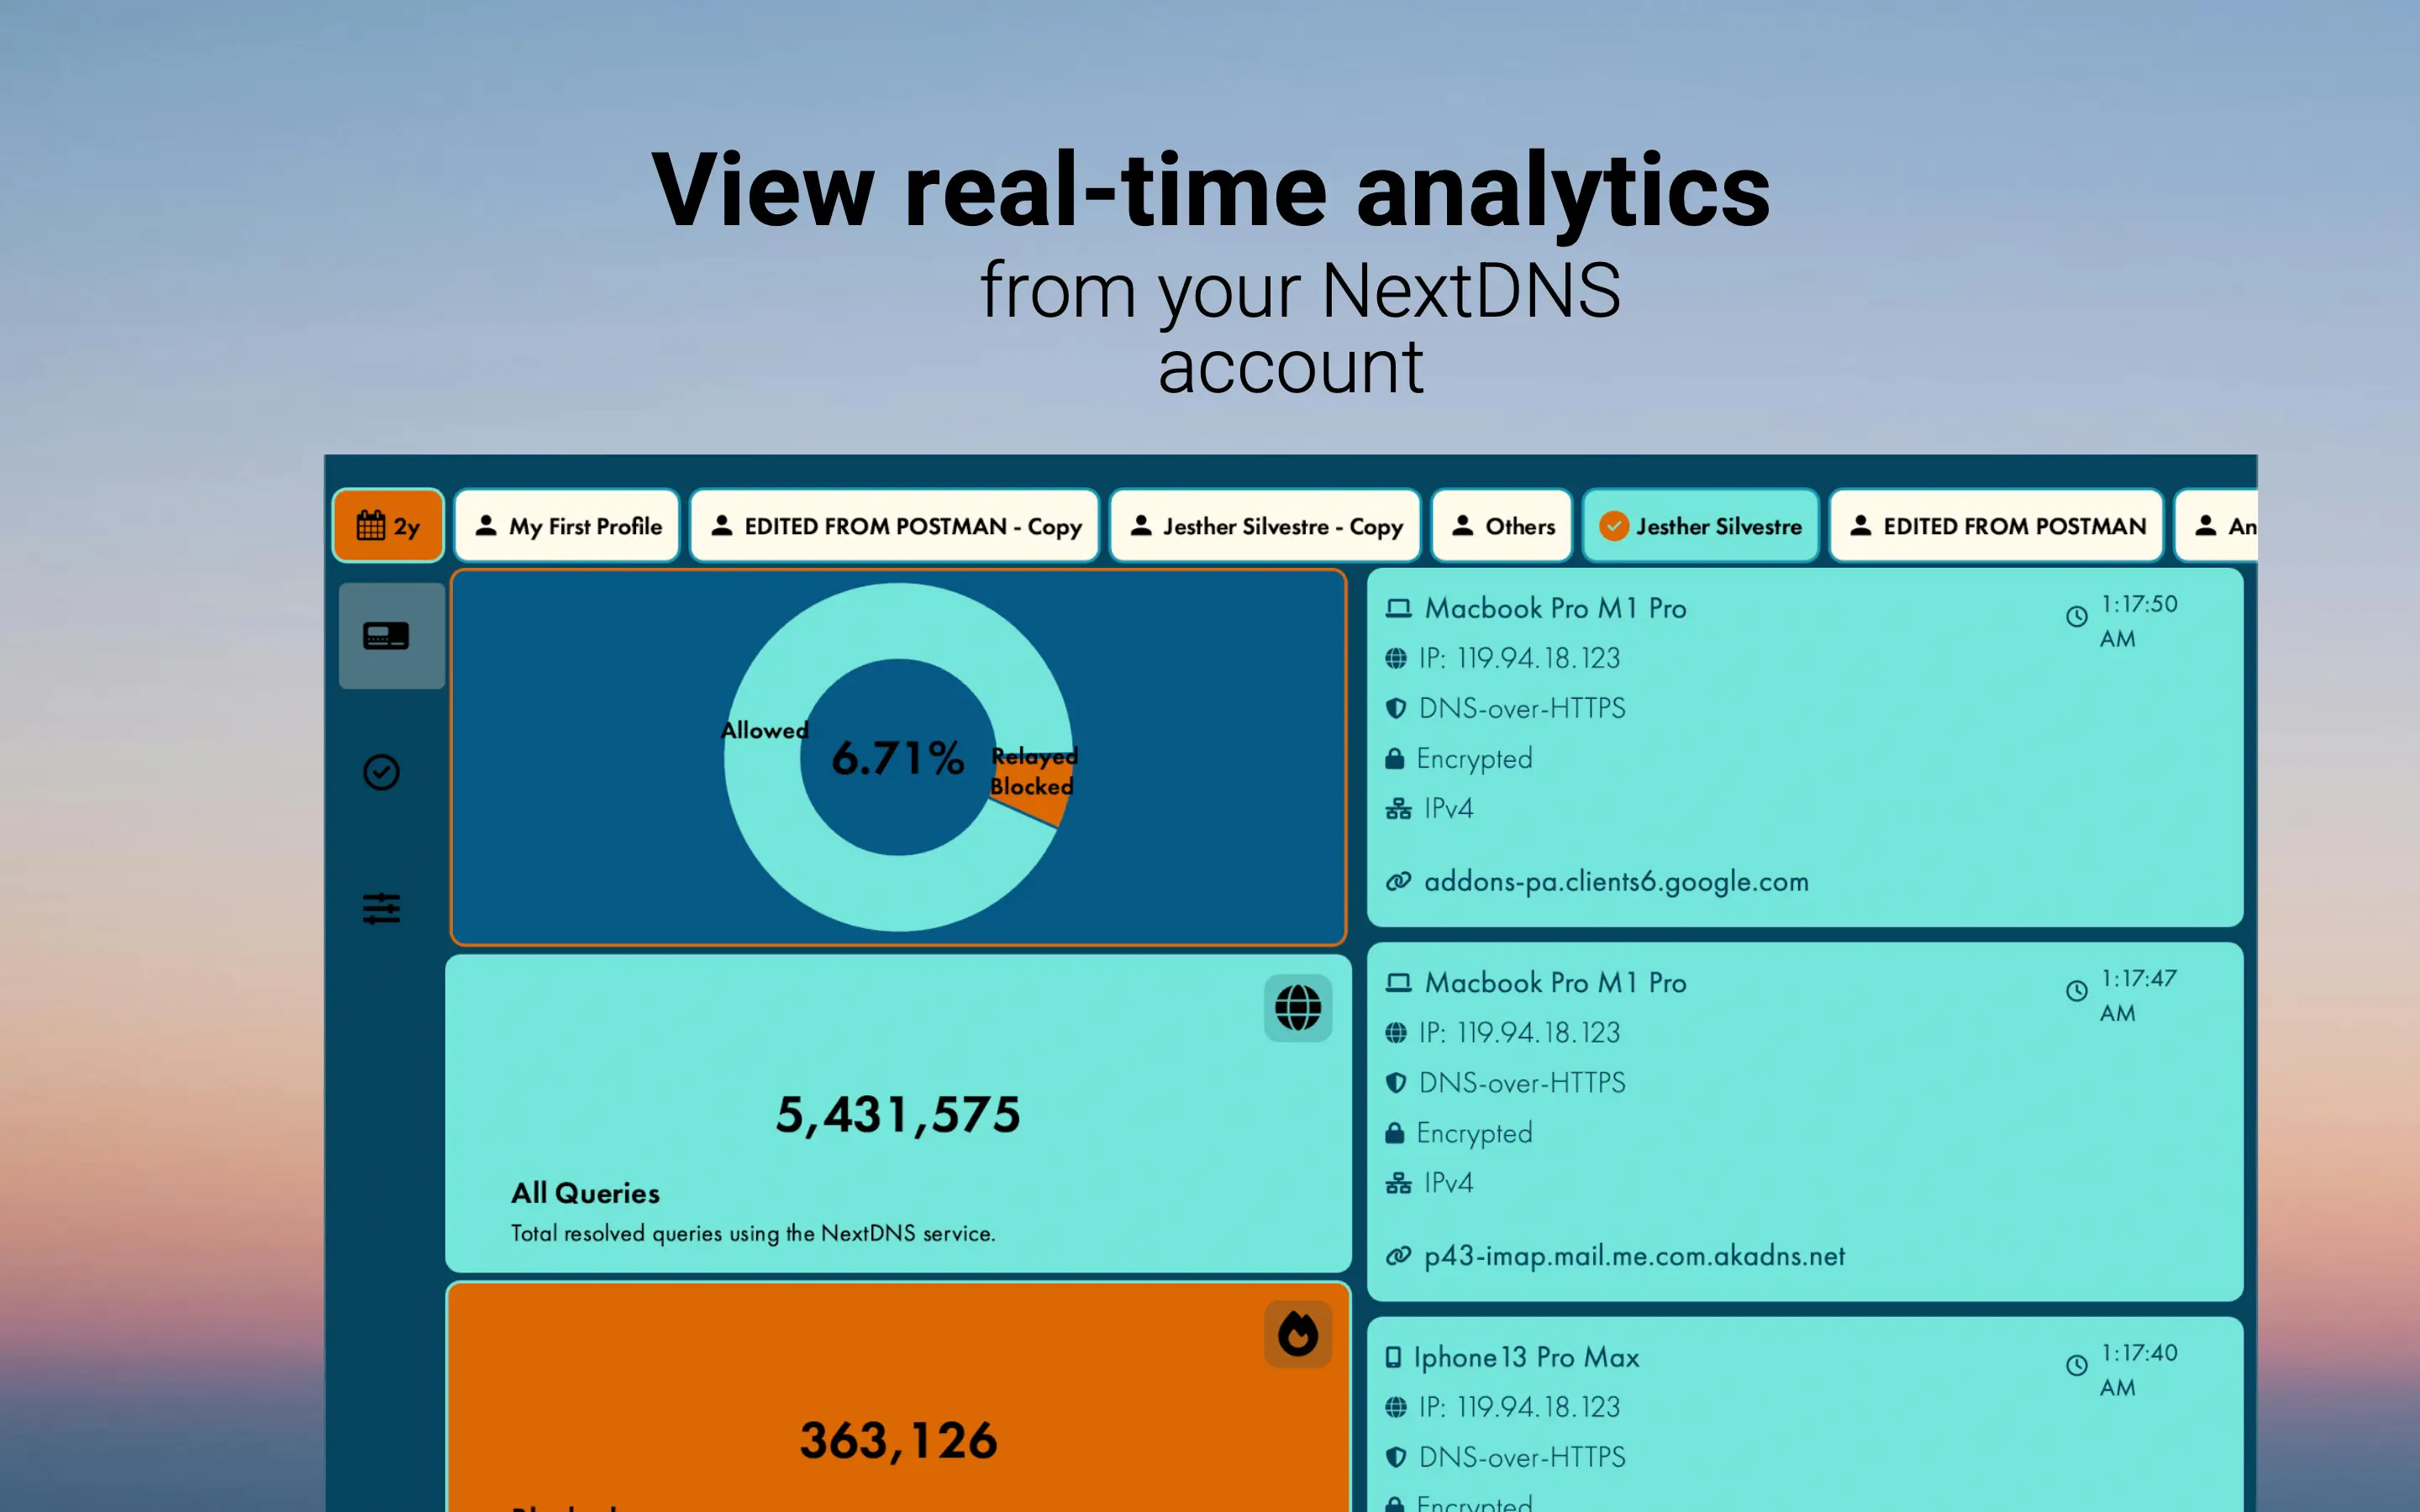 View real-time analytics
from your NextDNS
account
2y
My First Profile
EDITED FROM POSTMAN - Copy
Jesther Silvestre - Copy
Others
Jesther Silvestre
EDITED FROM POSTMAN
An
Allowed
6.71%
Relayed
Blocked
5,431,575
All Queries
Total resolved queries using the NextDNS service.
363,126
Macbook Pro M1 Pro
1:17:50
AM
IP: 119.94.18.123
DNS-over-HTTPS
Encrypted
IPv4
addons-pa.clients6.google.com
Macbook Pro M1 Pro
1:17:47
AM
IP: 119.94.18.123
DNS-over-HTTPS
Encrypted
IPv4
p43-imap.mail.me.com.akadns.net
Iphone13 Pro Max
1:17:40
AM
IP: 119.94.18.123
DNS-over-HTTPS
Encrypted